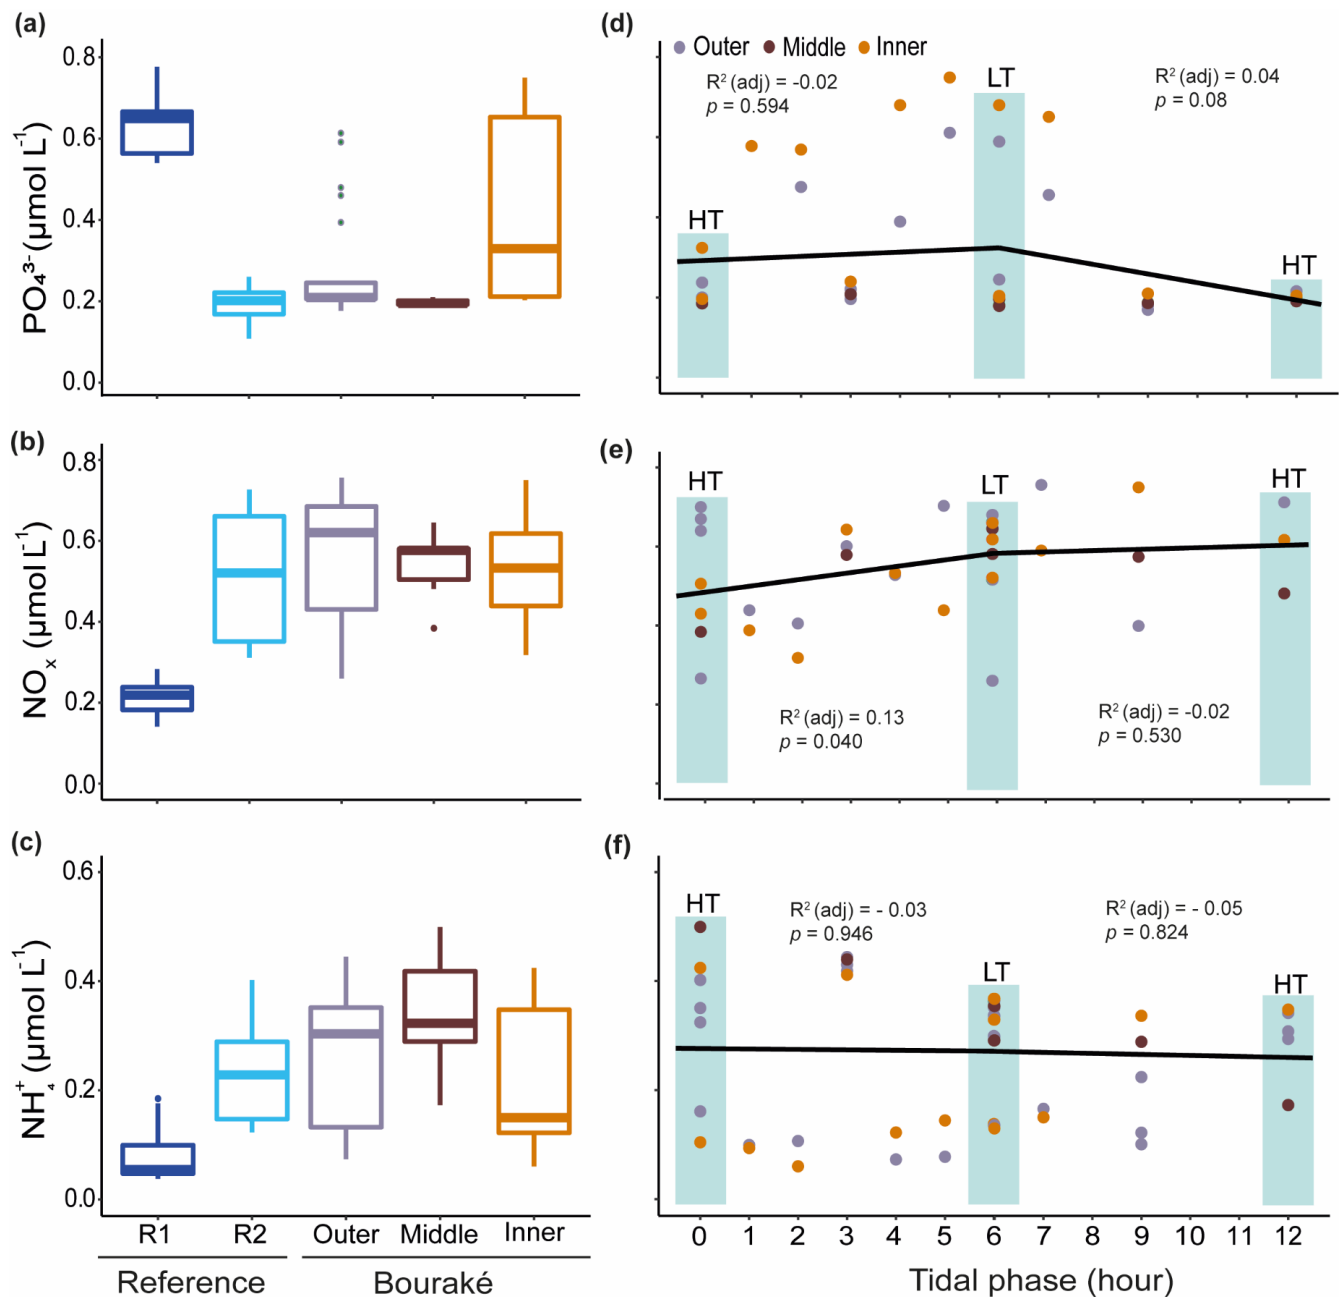 (a)
0.8
0.6
0.4
0.2
0.0
PO₄³⁻ (µmol L⁻¹)
(d)
Outer Middle Inner
R² (adj) = -0.02
p = 0.594
LT
R² (adj) = 0.04
p = 0.08
HT
HT
(b)
0.8
0.6
0.4
0.2
0.0
NOₓ (µmol L⁻¹)
(e)
HT
LT
HT
R² (adj) = 0.13
p = 0.040
R² (adj) = -0.02
p = 0.530
(c)
0.6
0.4
0.2
0.0
NH₄⁺ (µmol L⁻¹)
R1 R2 Outer Middle Inner
Reference Bouraké
(f)
HT
R² (adj) = - 0.03
p = 0.946
LT
R² (adj) = - 0.05
p = 0.824
HT
0 1 2 3 4 5 6 7 9 10 11 12
Tidal phase (hour)